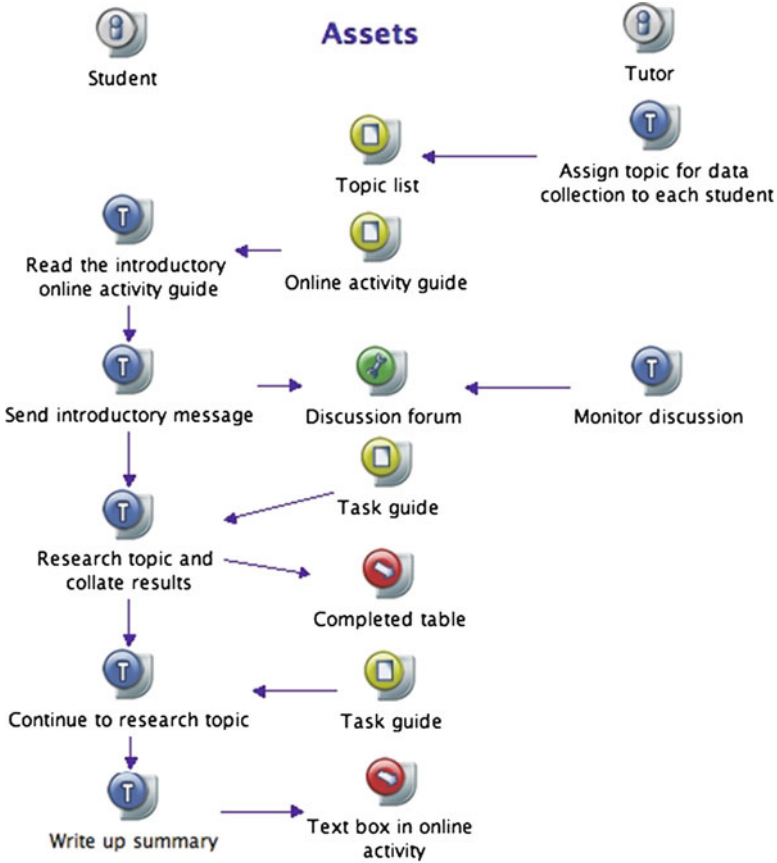 Assets
Student
Tutor
Topic list
Assign topic for data
collection to each student
Read the introductory
online activity guide
Online activity guide
Send introductory message
Discussion forum
Monitor discussion
Task guide
Research topic and
collate results
Completed table
Continue to research topic
Task guide
Write up summary
Text box in online
activity